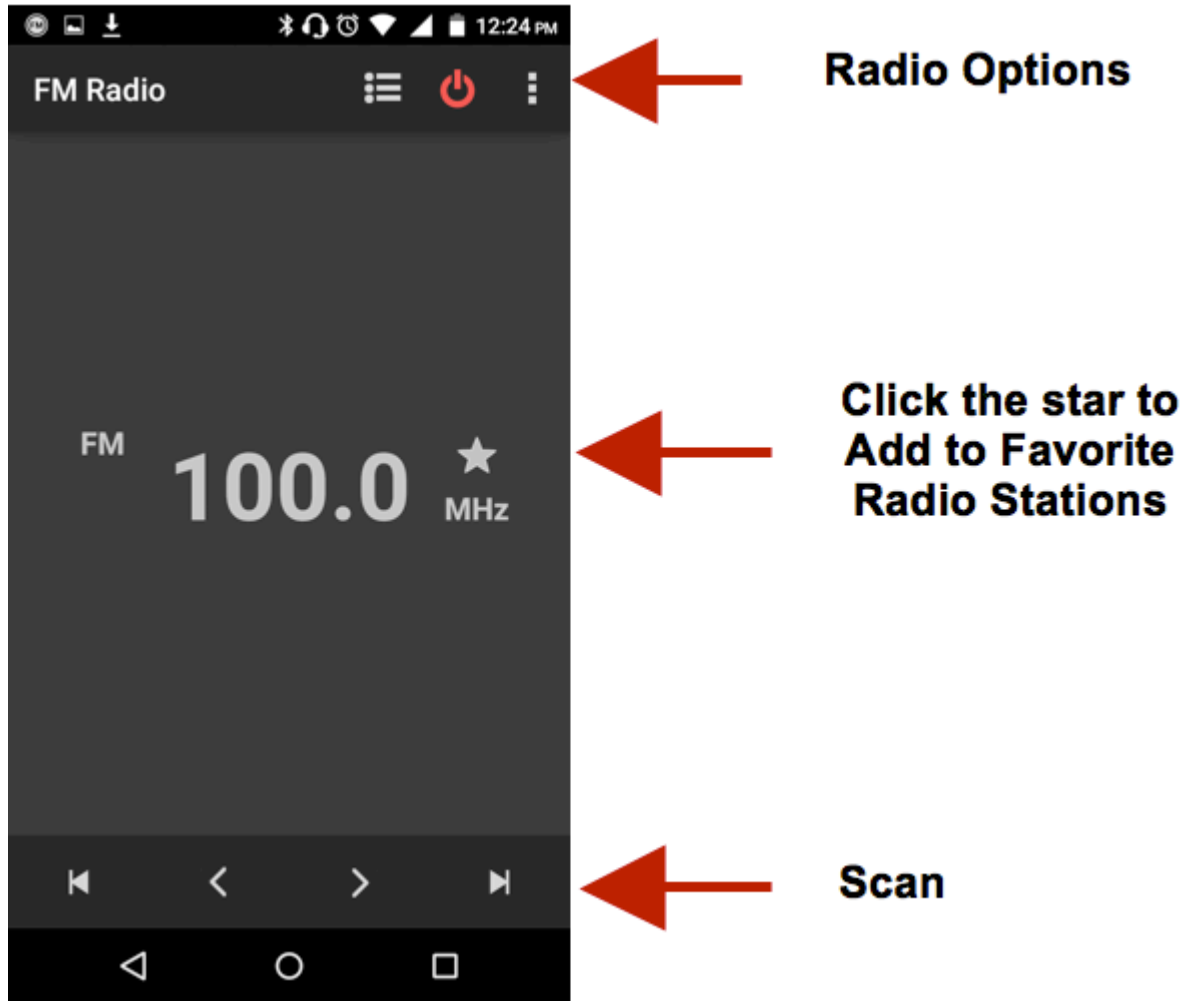 12:24 PM
FM Radio
Radio Options
FM
100.0
MHz
Click the star to
Add to Favorite
Radio Stations
Scan